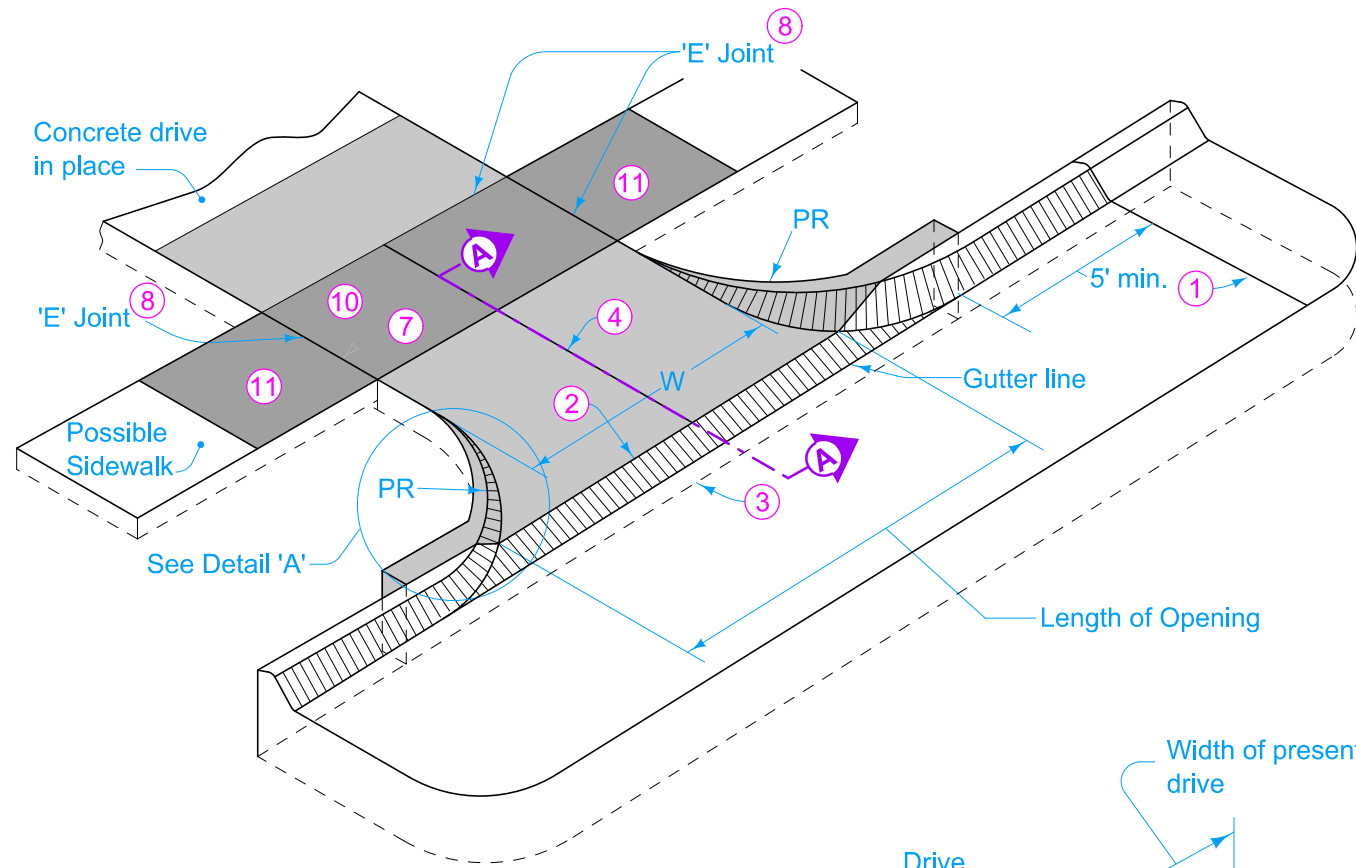 8
'E' Joint
Concrete drive
in place
11
PR
A
5' min.
1
8
'E' Joint
10
7
4
Gutter line
W
11
2
Possible
Sidewalk
A
3
PR
See Detail 'A'
Length of Opening
Width of present
drive
Drive